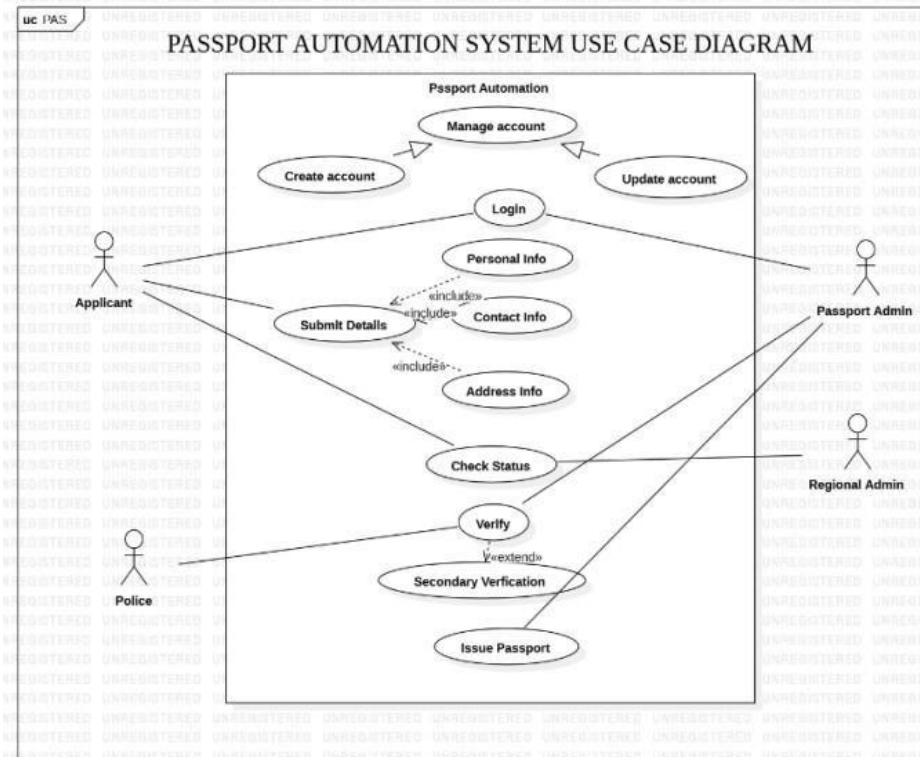 uc PAS
PASSPORT AUTOMATION SYSTEM USE CASE DIAGRAM
Pssport Automation
Manage account
Create account
Update account
LogIn
Personal Info
«include»
Applicant
Passport Admin
Submit Details
«include»
Contact Info
«include»
Address Info
Check Status
Regional Admin
Verify
«extend»
Secondary Verfication
Police
Issue Passport
UNREGISTERED